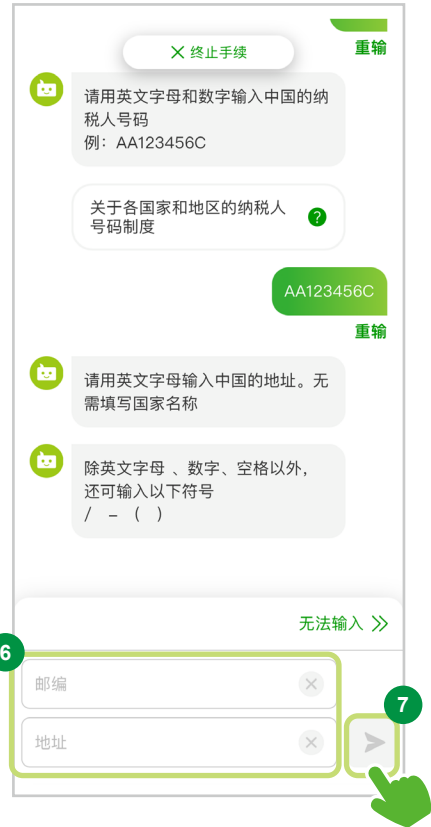 重输
终止手续
请用英文字母和数字输入中国的纳
税人号码
例：AA123456C
关于各国家和地区的纳税人
号码制度
?
AA123456C
重输
请用英文字母输入中国的地址。无
需填写国家名称
除英文字母 、数字、空格以外，
还可输入以下符号
/ – ( )
无法输入
6
邮编
7
地址